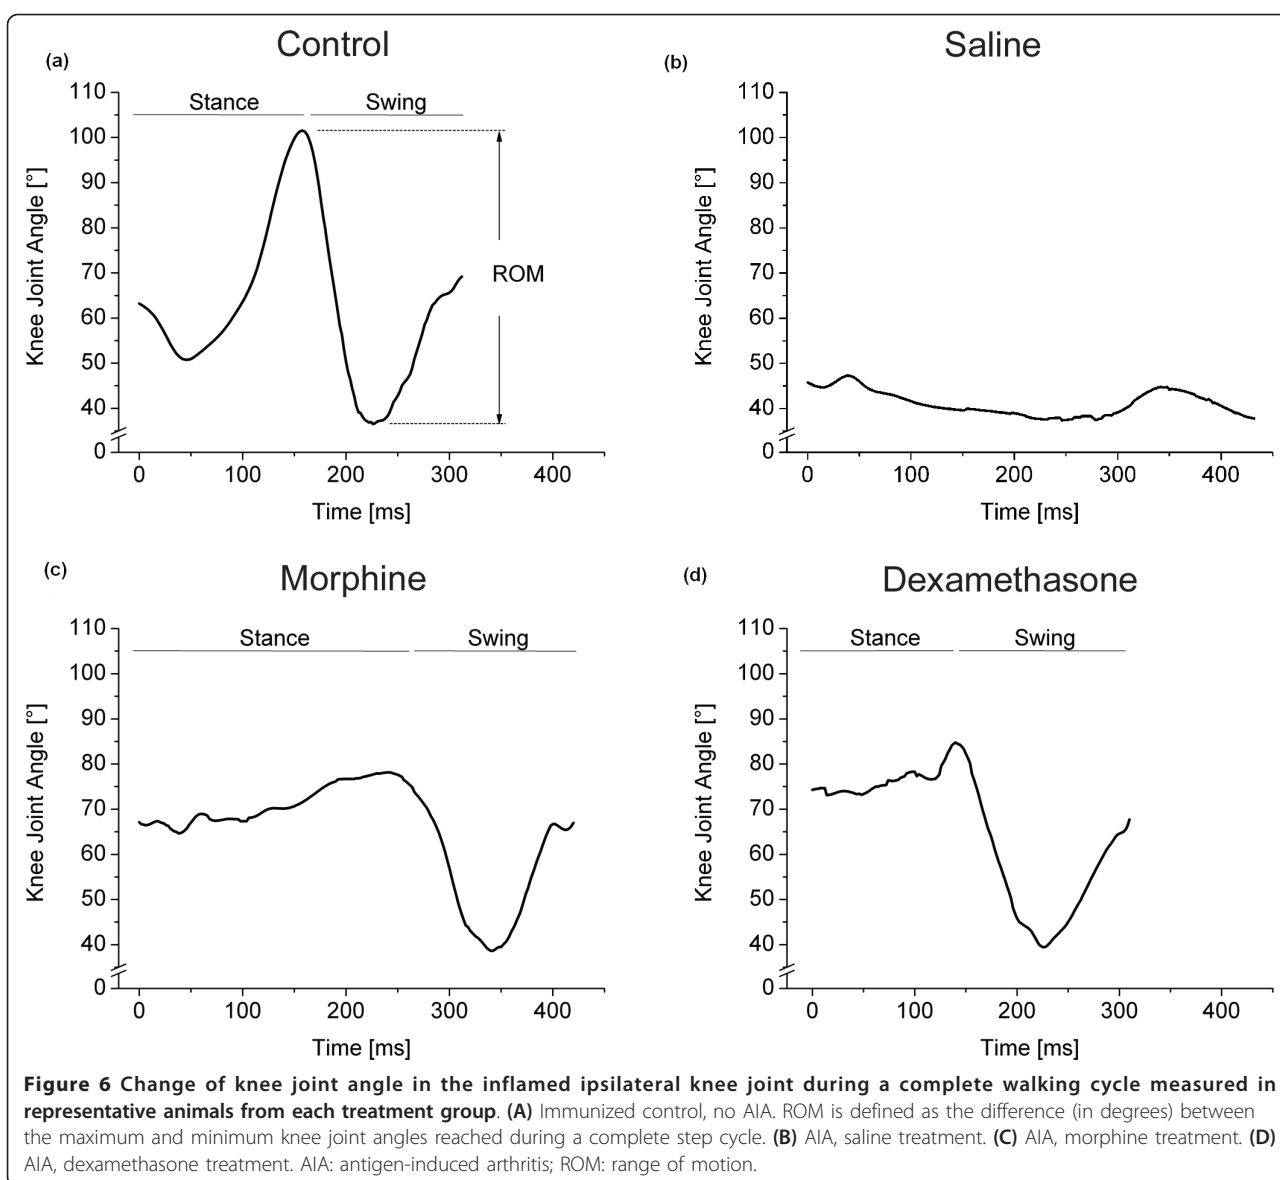 Control
(a)
110
100
90
80
70
60
50
40
0
Knee Joint Angle [°]
Stance
Swing
ROM
0
100
200
300
400
Time [ms]
Saline
(b)
110
100
90
80
70
60
50
40
0
Knee Joint Angle [°]
0
100
200
300
400
Time [ms]
Morphine
(c)
110
100
90
80
70
60
50
40
0
Knee Joint Angle [°]
Stance
Swing
0
100
200
300
400
Time [ms]
Dexamethasone
(d)
110
100
90
80
70
60
50
40
0
Knee Joint Angle [°]
Stance
Swing
0
100
200
300
400
Time [ms]
Figure 6 Change of knee joint angle in the inflamed ipsilateral knee joint during a complete walking cycle measured in
representative animals from each treatment group. (A) Immunized control, no AIA. ROM is defined as the difference (in degrees) between
the maximum and minimum knee joint angles reached during a complete step cycle. (B) AIA, saline treatment. (C) AIA, morphine treatment. (D)
AIA, dexamethasone treatment. AIA: antigen-induced arthritis; ROM: range of motion.